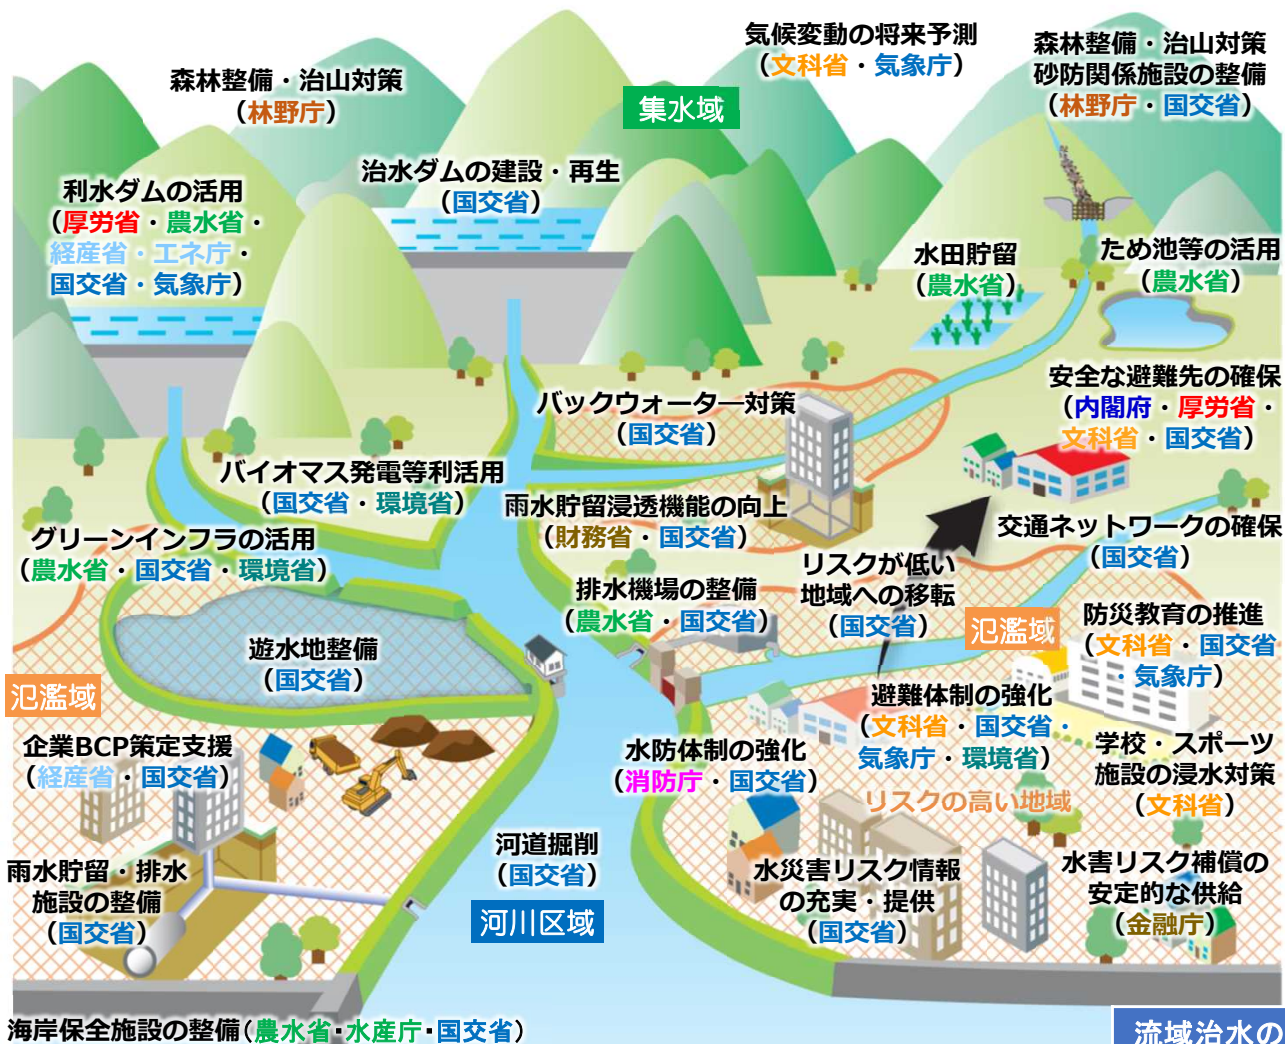 気候変動の将来予測
（文科省・気象庁）
森林整備・治山対策
砂防関係施設の整備
（林野庁・国交省）
森林整備・治山対策
（林野庁）
集水域
治水ダムの建設・再生
（国交省）
利水ダムの活用
（厚労省・農水省・
経産省・エネ庁・
国交省・気象庁）
水田貯留
（農水省）
ため池等の活用
（農水省）
安全な避難先の確保
（内閣府・厚労省・
文科省・国交省）
バックウォーター対策
（国交省）
バイオマス発電等利活用
（国交省・環境省）
雨水貯留浸透機能の向上
（財務省・国交省）
交通ネットワークの確保
（国交省）
グリーンインフラの活用
（農水省・国交省・環境省）
リスクが低い
地域への移転
（国交省）
排水機場の整備
（農水省・国交省）
氾濫域
防災教育の推進
（文科省・国交省
・気象庁）
遊水地整備
（国交省）
氾濫域
避難体制の強化
（文科省・国交省・
気象庁・環境省）
企業BCP策定支援
（経産省・国交省）
水防体制の強化
（消防庁・国交省）
学校・スポーツ
施設の浸水対策
（文科省）
リスクの高い地域
河道掘削
（国交省）
雨水貯留・排水
施設の整備
（国交省）
水災害リスク情報
の充実・提供
（国交省）
水害リスク補償の
安定的な供給
（金融庁）
河川区域
海岸保全施設の整備（農水省・水産庁・国交省）
流域治水の